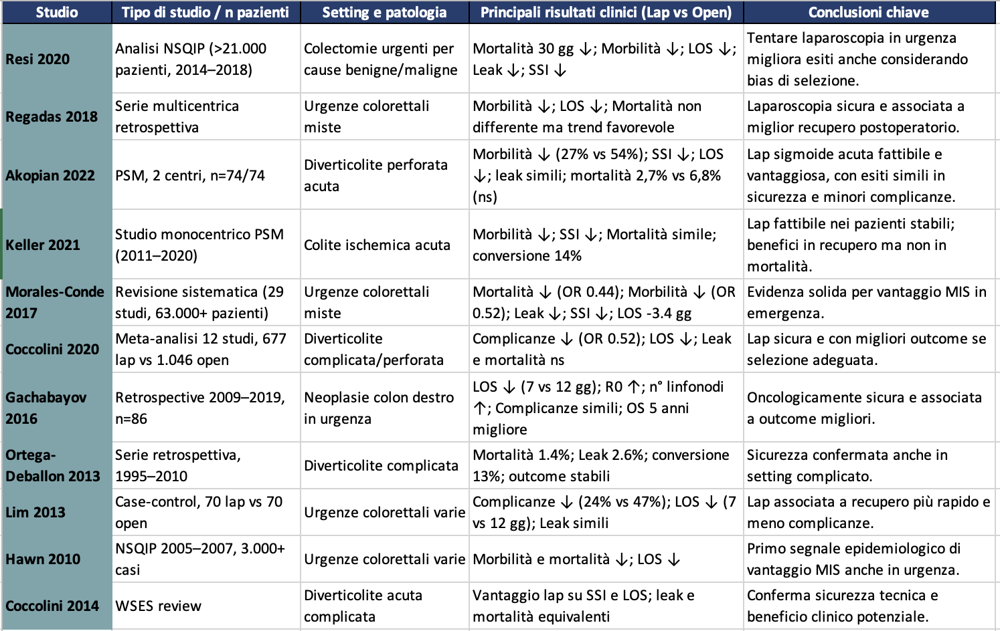 Studio
Tipo di studio / n pazienti
Setting e patologia
Principali risultati clinici (Lap vs Open)
Conclusioni chiave
Resi 2020
Analisi NSQIP (>21.000
pazienti, 2014–2018)
Colectomie urgenti per
cause benigne/maligne
Mortalità 30 gg ↓; Morbilità ↓; LOS ↓;
Leak ↓; SSI ↓
Tentare laparoscopia in urgenza
migliora esiti anche considerando
bias di selezione.
Regadas 2018
Serie multicentrica
retrospettiva
Urgenze colorettali
miste
Morbilità ↓; LOS ↓; Mortalità non
differente ma trend favorevole
Laparoscopia sicura e associata a
miglior recupero postoperatorio.
Akopian 2022
PSM, 2 centri, n=74/74
Diverticolite perforata
acuta
Morbilità ↓ (27% vs 54%); SSI ↓; LOS
↓; leak simili; mortalità 2,7% vs 6,8%
(ns)
Lap sigmoide acuta fattibile e
vantaggiosa, con esiti simili in
sicurezza e minori complicanze.
Keller 2021
Studio monocentrico PSM
(2011–2020)
Colite ischemica acuta
Morbilità ↓; SSI ↓; Mortalità simile;
conversione 14%
Lap fattibile nei pazienti stabili;
benefici in recupero ma non in
mortalità.
Morales-Conde
2017
Revisione sistematica (29
studi, 63.000+ pazienti)
Urgenze colorettali
miste
Mortalità ↓ (OR 0.44); Morbilità ↓ (OR
0.52); Leak ↓; SSI ↓; LOS -3.4 gg
Evidenza solida per vantaggio MIS in
emergenza.
Coccolini 2020
Meta-analisi 12 studi, 677
lap vs 1.046 open
Diverticolite
complicata/perforata
Complicanze ↓ (OR 0.52); LOS ↓; Leak
e mortalità ns
Lap sicura e con migliori outcome se
selezione adeguata.
Gachabayov
2016
Retrospective 2009–2019,
n=86
Neoplasie colon destro
in urgenza
LOS ↓ (7 vs 12 gg); R0 ↑; n° linfonodi
↑; Complicanze simili; OS 5 anni
migliore
Oncologicamente sicura e associata
a outcome migliori.
Ortega-
Deballon 2013
Serie retrospettiva,
1995–2010
Diverticolite complicata
Mortalità 1.4%; Leak 2.6%; conversione
13%; outcome stabili
Sicurezza confermata anche in
setting complicato.
Lim 2013
Case-control, 70 lap vs 70
open
Urgenze colorettali varie
Complicanze ↓ (24% vs 47%); LOS ↓ (7
vs 12 gg); Leak simili
Lap associata a recupero più rapido e
meno complicanze.
Hawn 2010
NSQIP 2005–2007, 3.000+
casi
Urgenze colorettali varie
Morbilità e mortalità ↓; LOS ↓
Primo segnale epidemiologico di
vantaggio MIS anche in urgenza.
Coccolini 2014
WSES review
Diverticolite acuta
complicata
Vantaggio lap su SSI e LOS; leak e
mortalità equivalenti
Conferma sicurezza tecnica e
beneficio clinico potenziale.